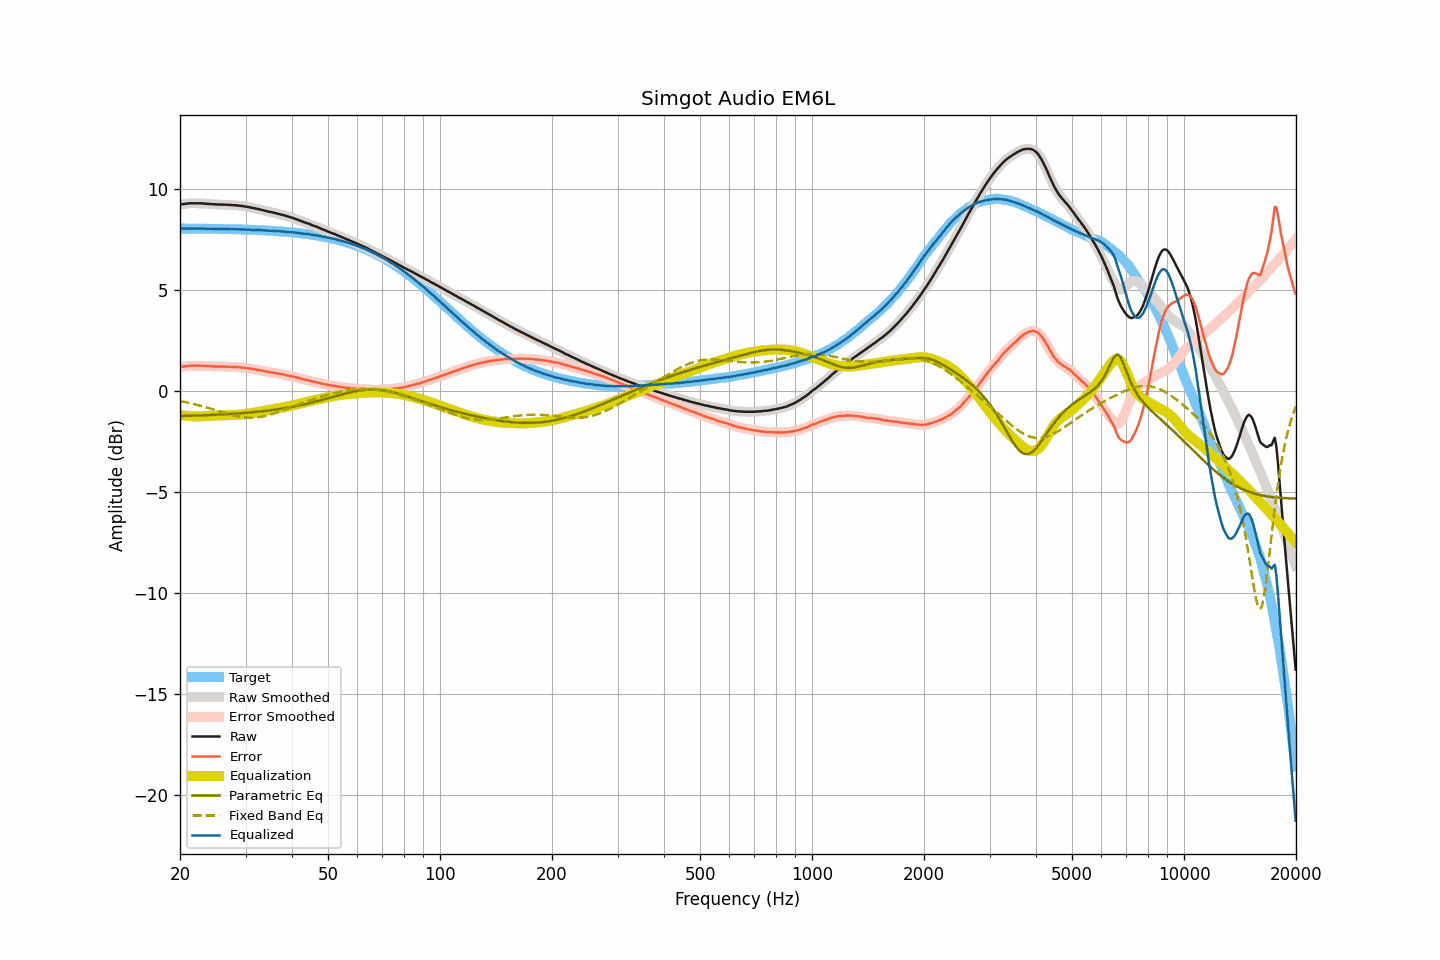 Simgot Audio EM6L
10
5
0
−5
−10
−15
−20
Amplitude (dBr)
Target
Raw Smoothed
Error Smoothed
Raw
Error
Equalization
Parametric Eq
Fixed Band Eq
Equalized
20 50 100 200 500 1000 2000 5000 10000 20000
Frequency (Hz)